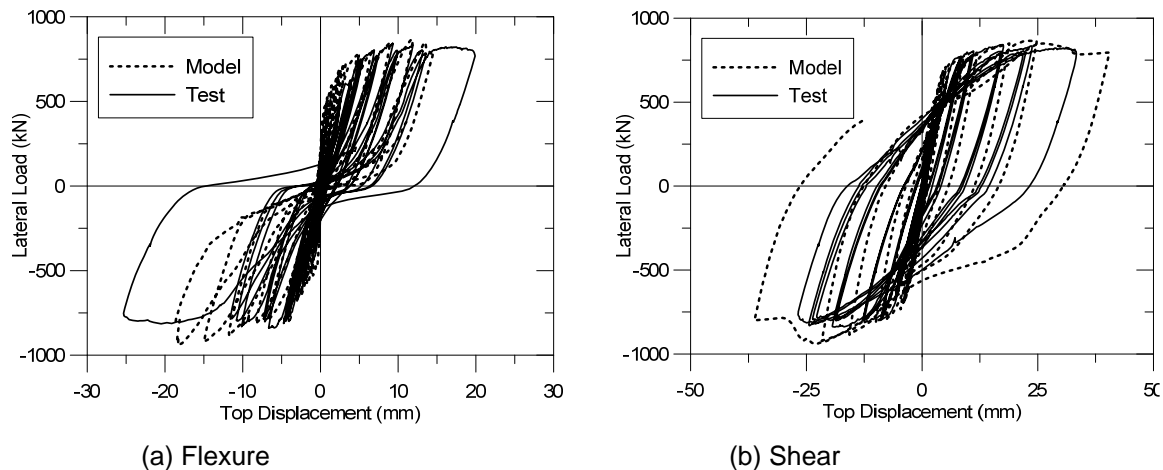 1000
500
0
-500
-1000
Lateral Load (kN)
Model
Test
-30
-20
-10
0
10
20
30
Top Displacement (mm)
(a) Flexure
1000
500
0
-500
-1000
Lateral Load (kN)
Model
Test
-50
-25
0
25
50
Top Displacement (mm)
(b) Shear